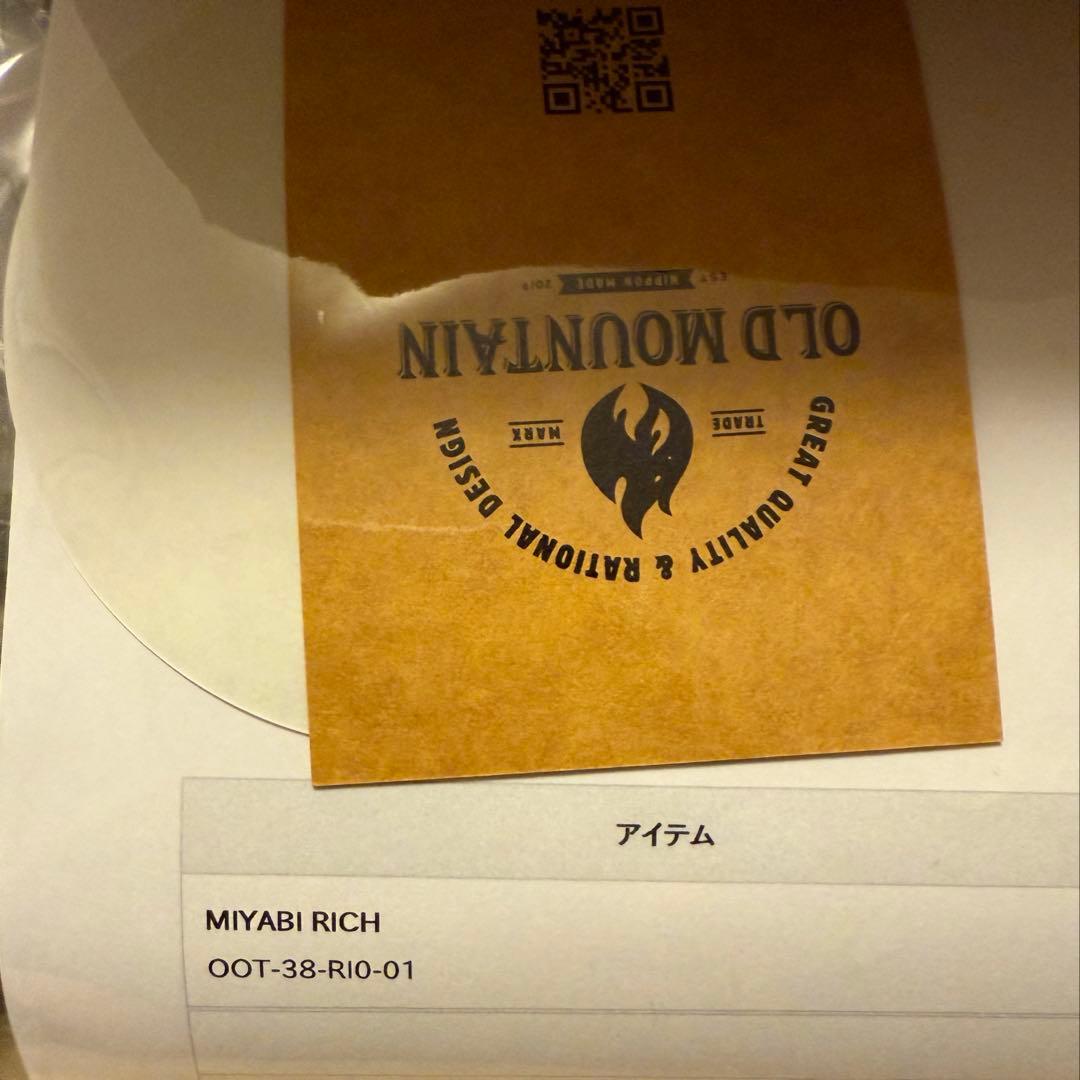 GREAT QUALITY & RATIONAL DESIGN
TRADE MARK
OLD MOUNTAIN
EST NIPPON MADE 2019
アイテム
MIYABI RICH
OOT-38-RI0-01